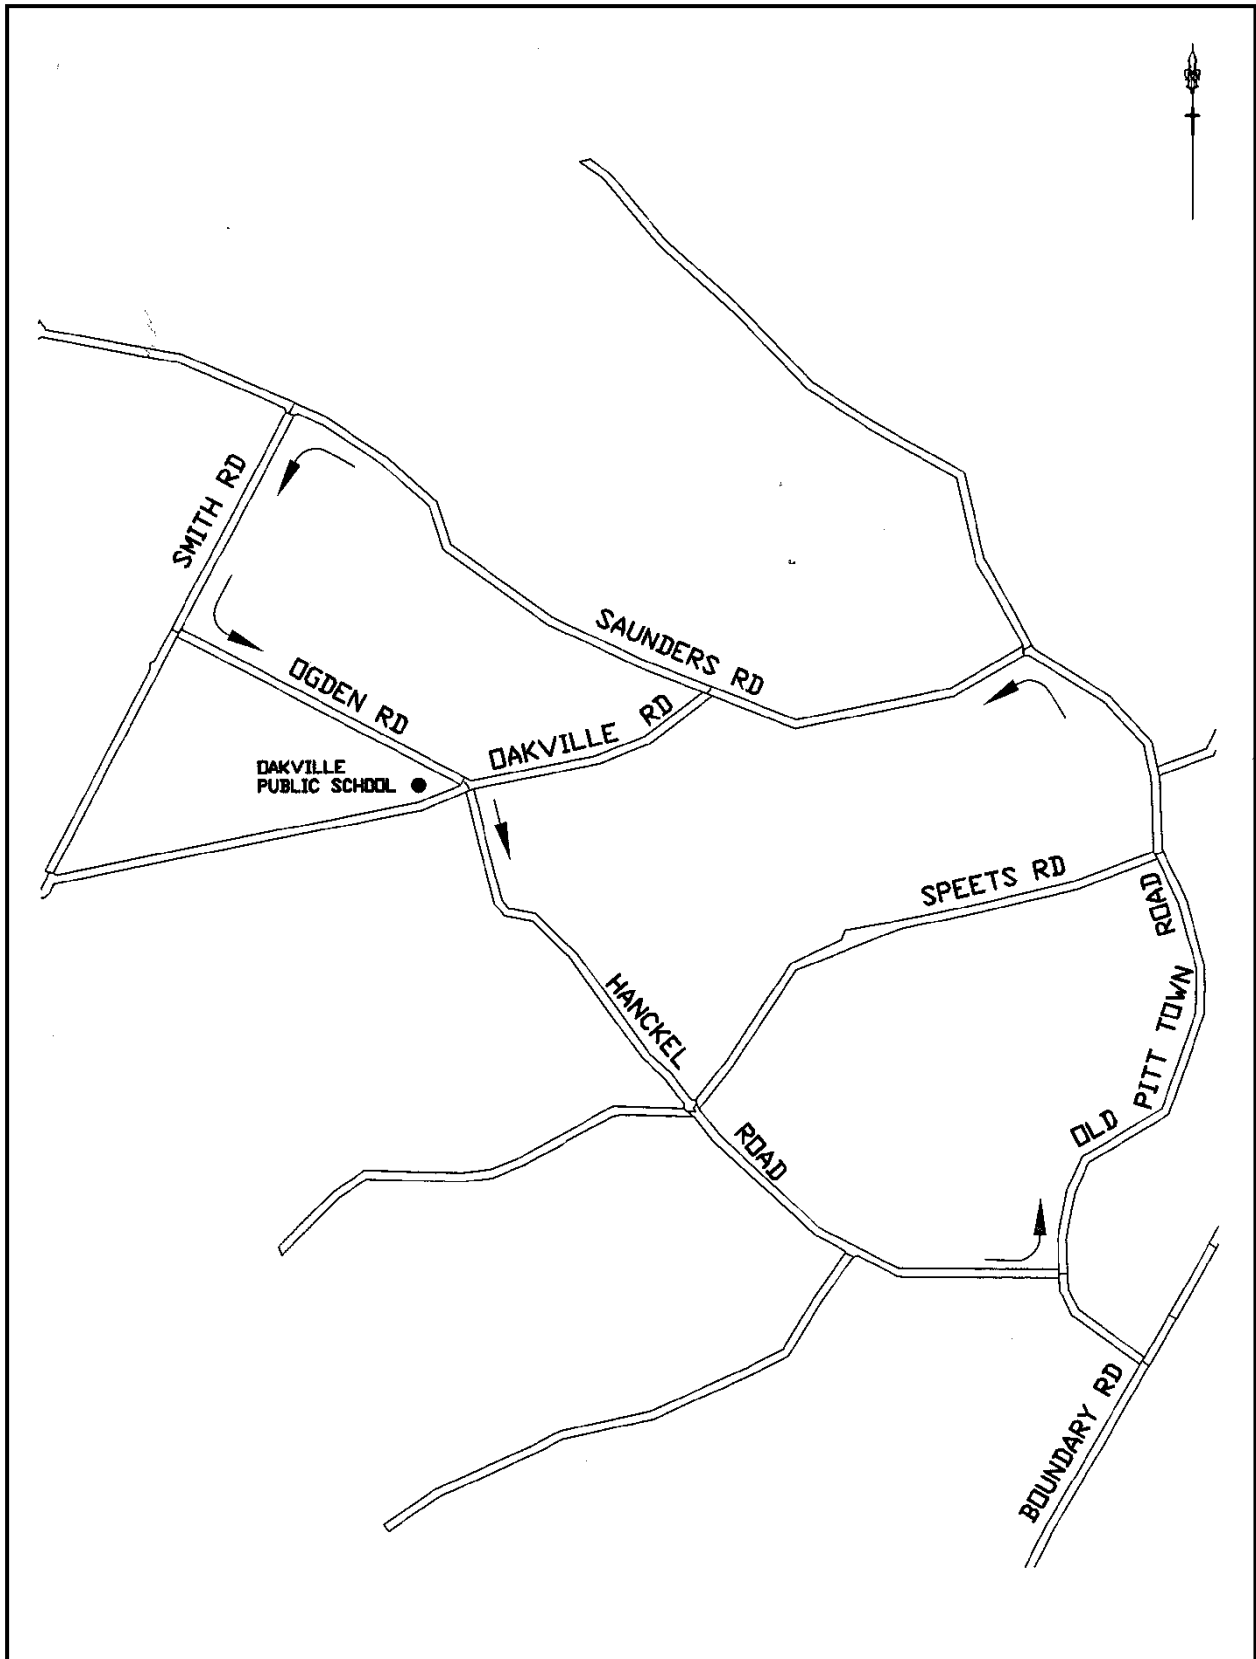 SMITH RD
SAUNDERS RD
OGDEN RD
OAKVILLE RD
OAKVILLE
PUBLIC SCHOOL
SPEETS RD
HANCKEL
ROAD
OLD PITT TOWN ROAD
BOUNDARY RD